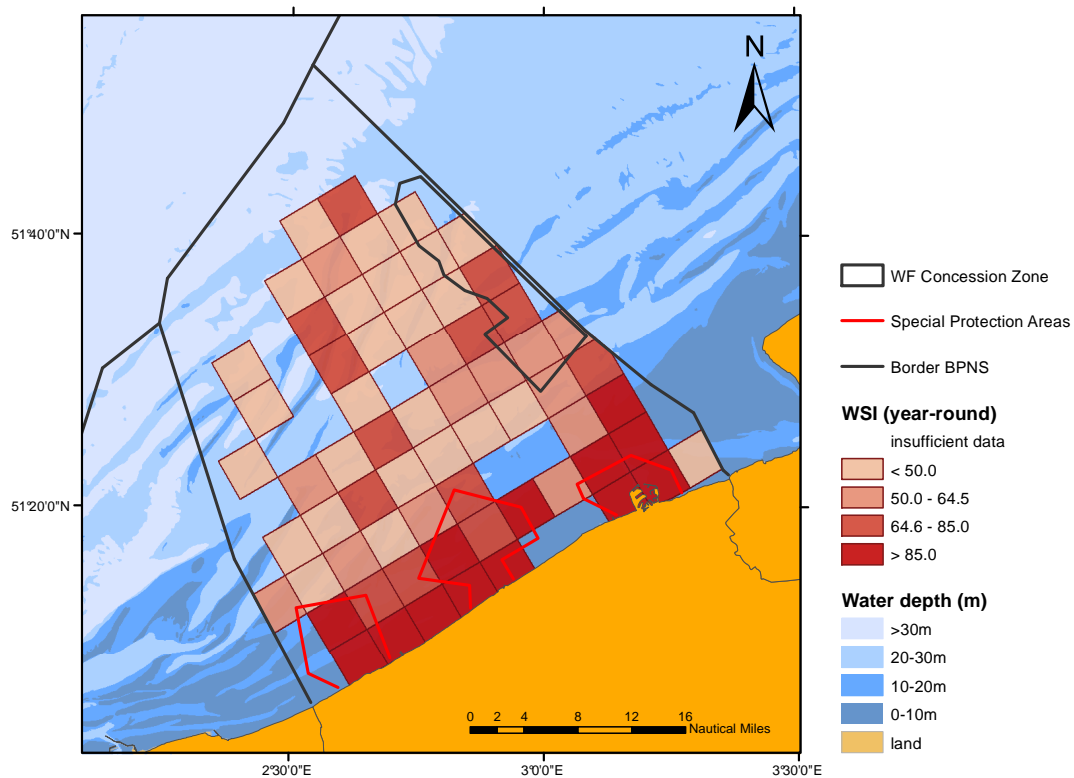 N
51°40'0"N
51°20'0"N
2°30'0"E
3°0'0"E
3°30'0"E
0 2 4 8 12 16
Nautical Miles
WF Concession Zone
Special Protection Areas
Border BPNS
WSI (year-round)
insufficient data
< 50.0
50.0 - 64.5
64.6 - 85.0
> 85.0
Water depth (m)
>30m
20-30m
10-20m
0-10m
land